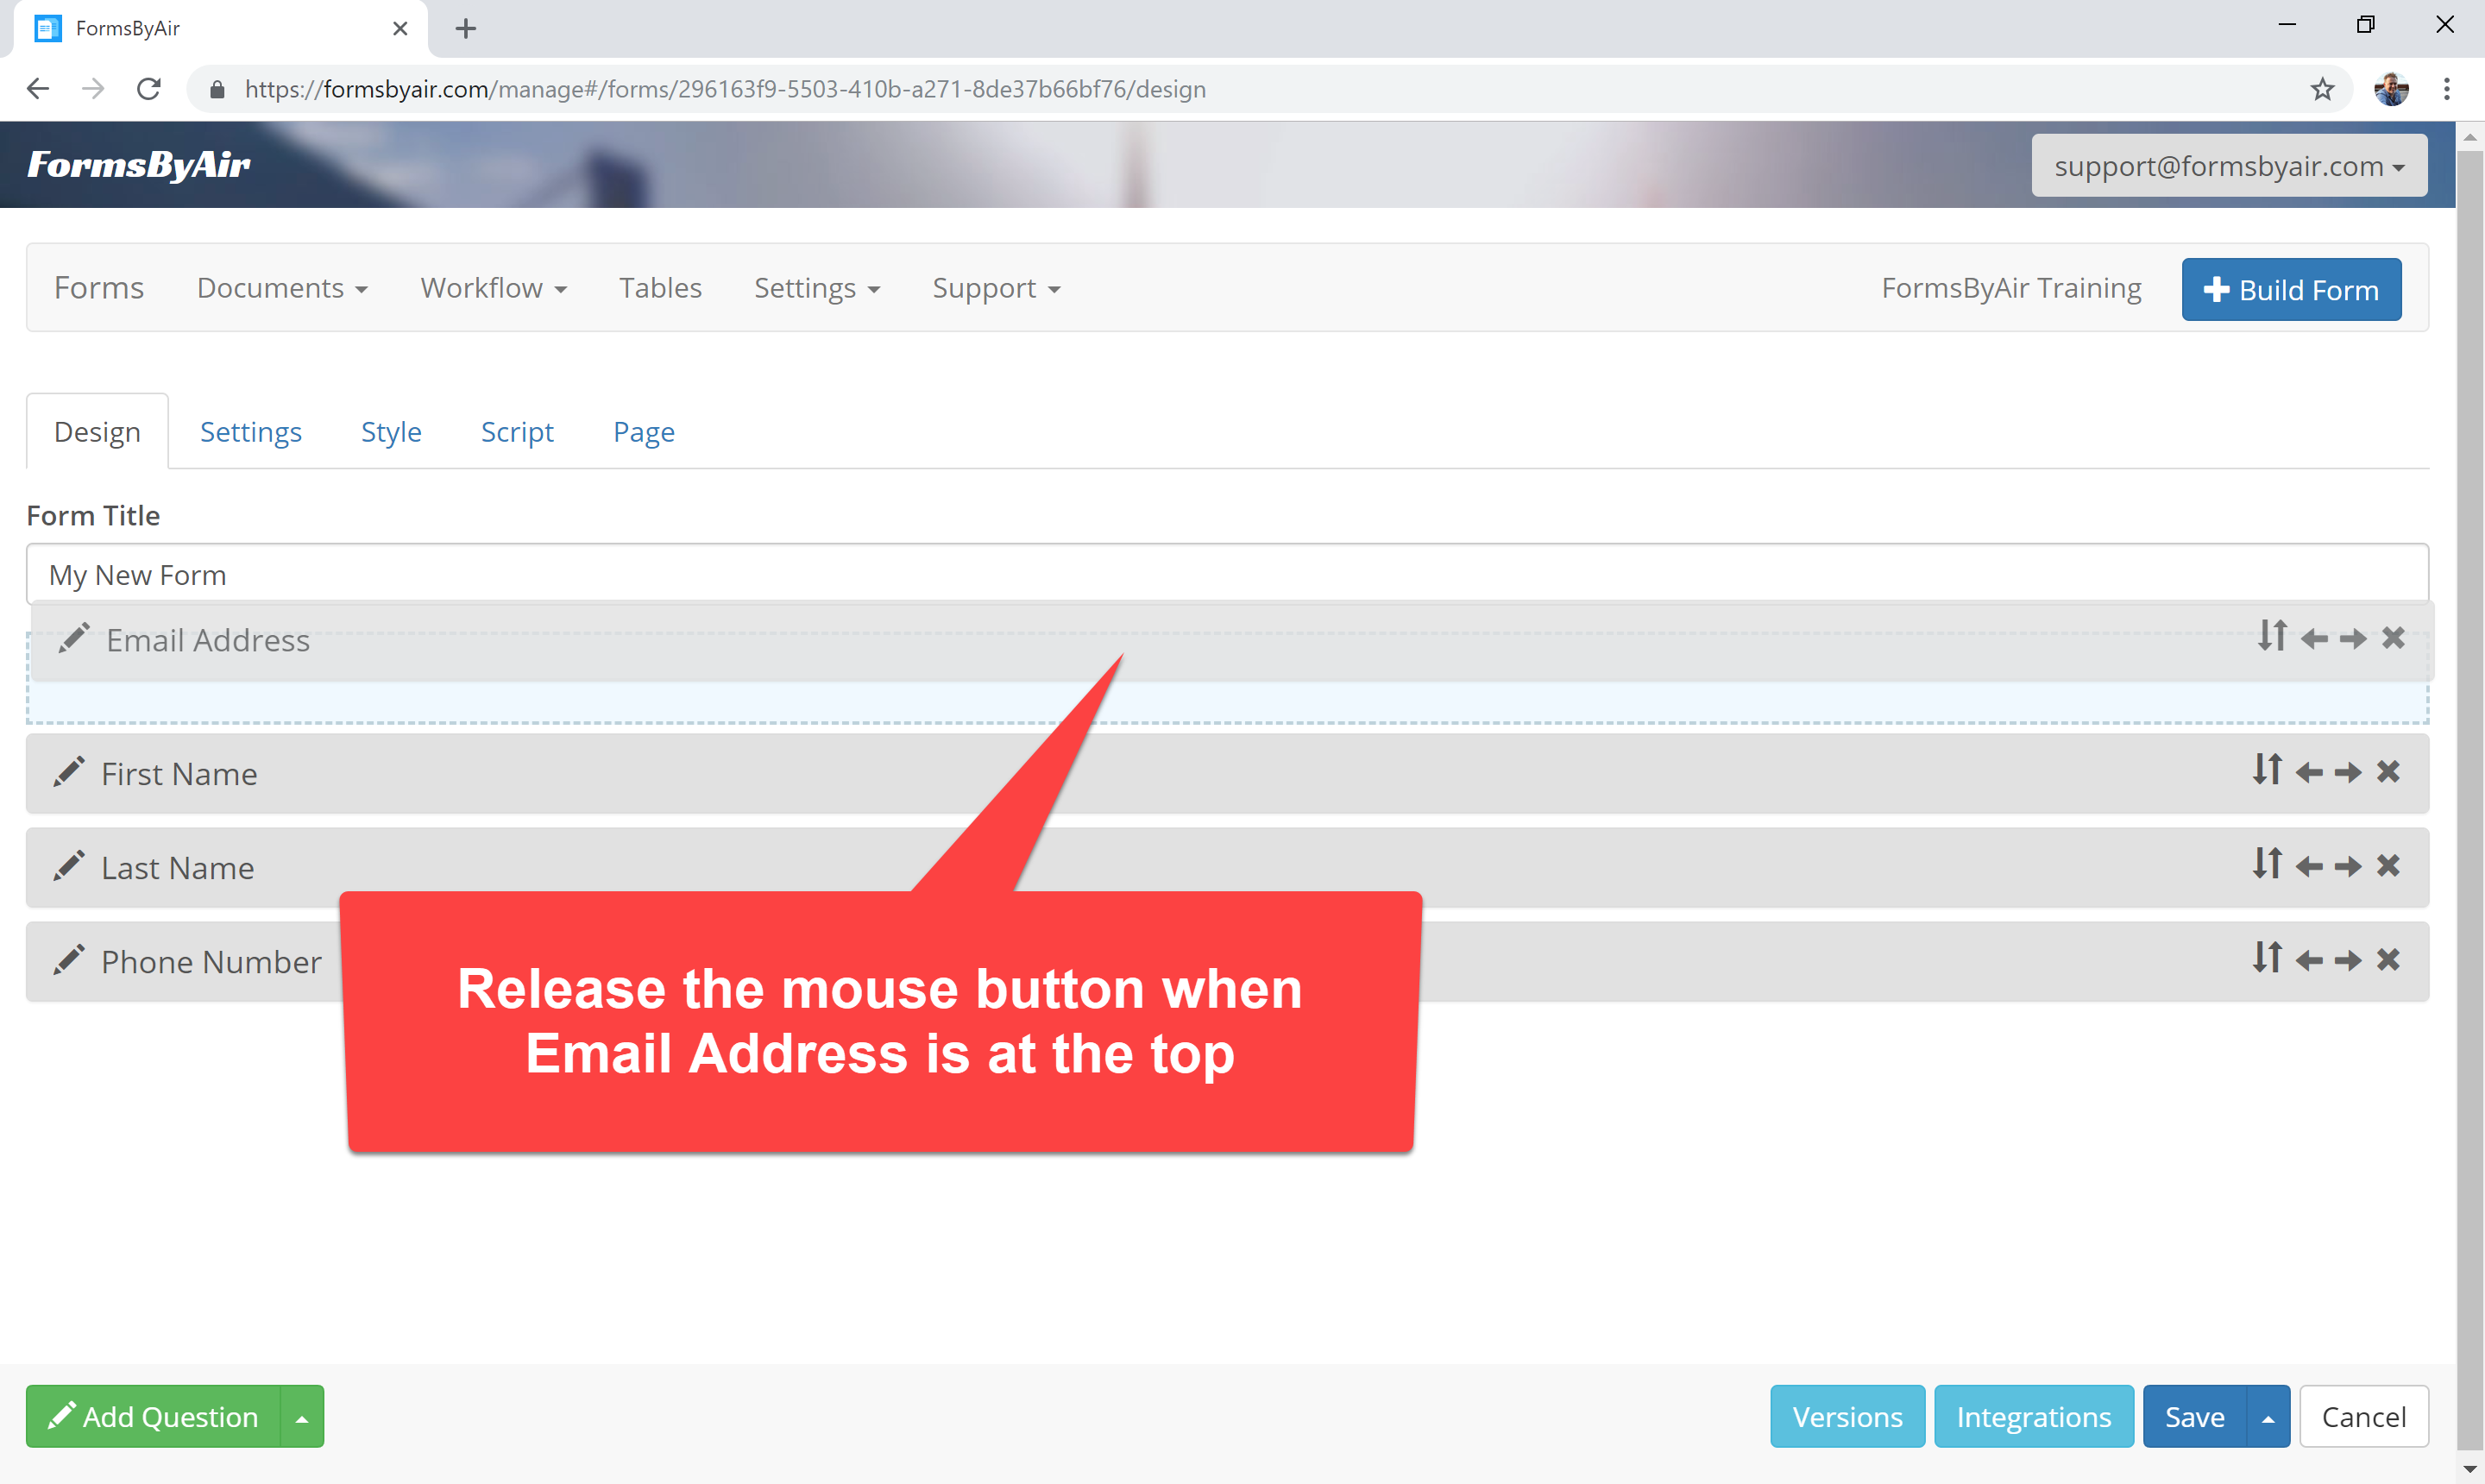 FormsByAir
https://formsbyair.com/manage#/forms/296163f9-5503-410b-a271-8de37b66bf76/design
FormsByAir
support@formsbyair.com
Forms Documents Workflow Tables Settings Support FormsByAir Training Build Form
Design Settings Style Script Page
Form Title
My New Form
Email Address
First Name
Last Name
Phone Number
Release the mouse button when
Email Address is at the top
Add Question Versions Integrations Save Cancel